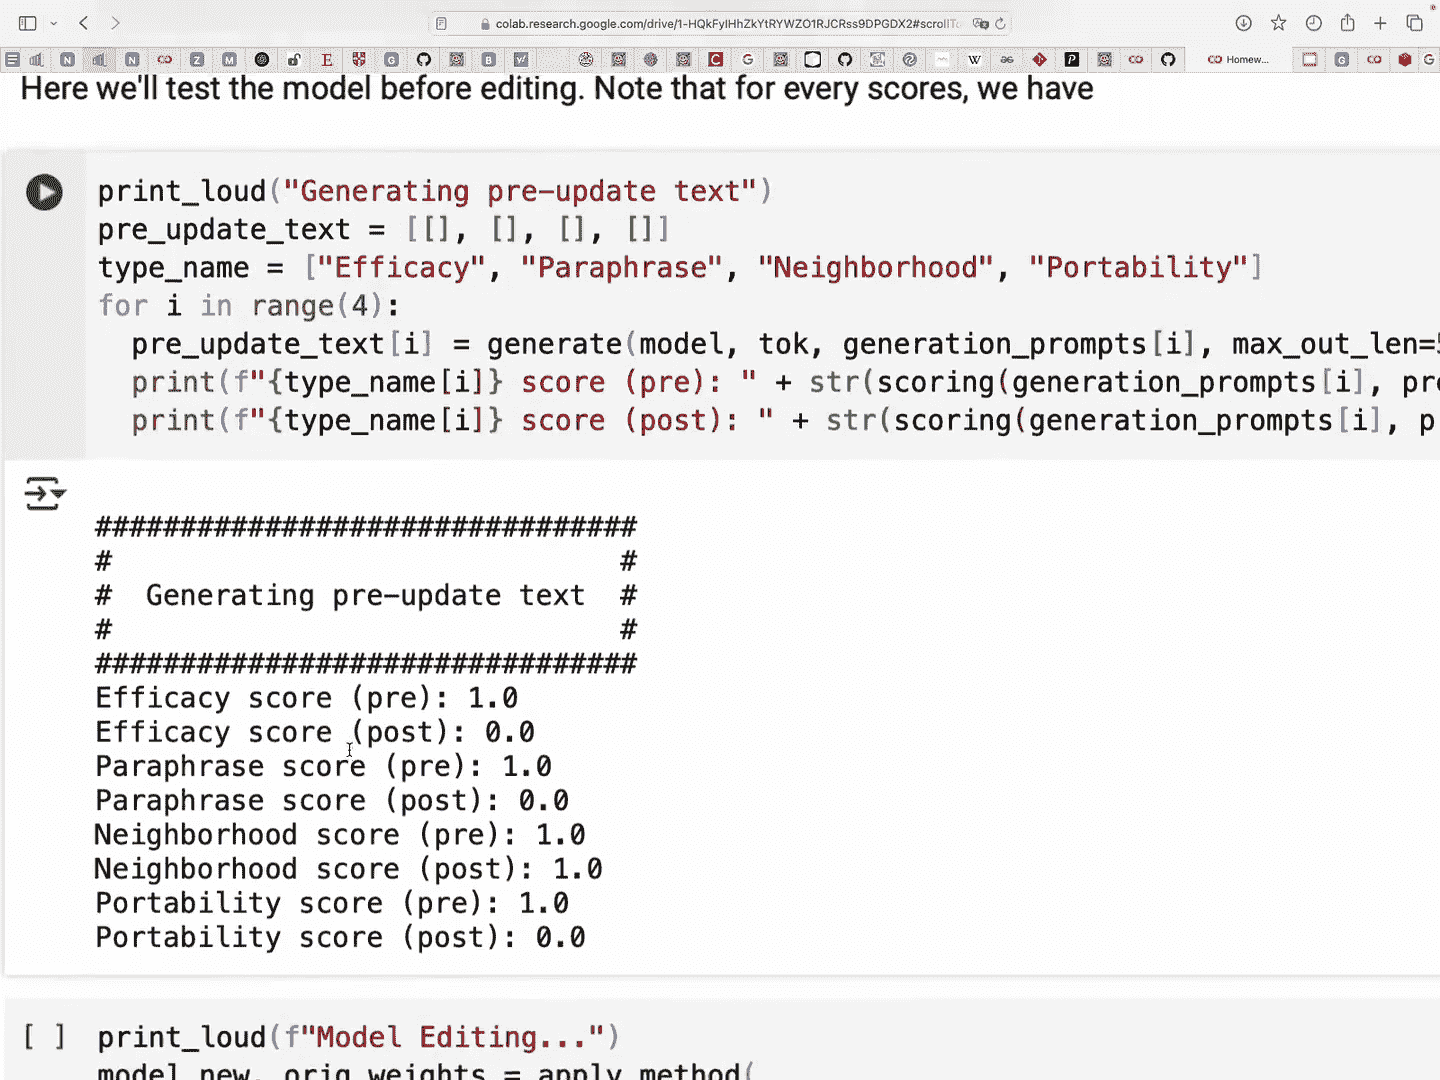 colab.research.google.com/drive/1-HQkFylHhZkYtRYWZO1RJCRss9DPGDX2#scrollTo
Homew...
Here we'll test the model before editing. Note that for every scores, we have
print_loud("Generating pre-update text")
pre_update_text = [[], [], [], []]
type_name = ["Efficacy", "Paraphrase", "Neighborhood", "Portability"]
for i in range(4):
pre_update_text[i] = generate(model, tok, generation_prompts[i], max_out_len=5
print(f"{type_name[i]} score (pre): " + str(scoring(generation_prompts[i], pre
print(f"{type_name[i]} score (post): " + str(scoring(generation_prompts[i], p
################################
# #
# Generating pre-update text #
# #
################################
Efficacy score (pre): 1.0
Efficacy score (post): 0.0
Paraphrase score (pre): 1.0
Paraphrase score (post): 0.0
Neighborhood score (pre): 1.0
Neighborhood score (post): 1.0
Portability score (pre): 1.0
Portability score (post): 0.0
[ ] print_loud(f"Model Editing...")
model_new, orig_weights = apply_method(